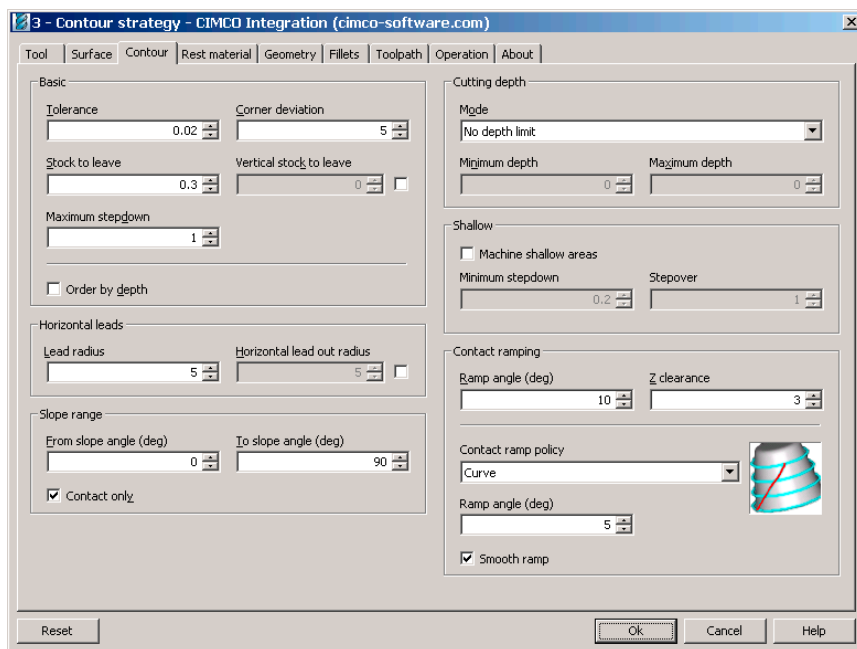 3 - Contour strategy - CIMCO Integration (cimco-software.com)
Tool Surface Contour Rest material Geometry Fillets Toolpath Operation About
Basic
Tolerance Corner deviation
0.02 5
Stock to leave Vertical stock to leave
0.3 0
Maximum stepdown
1
Order by depth
Horizontal leads
Lead radius Horizontal lead out radius
5 5
Slope range
From slope angle (deg) To slope angle (deg)
0 90
Contact only
Cutting depth
Mode
No depth limit
Minimum depth Maximum depth
0 0
Shallow
Machine shallow areas
Minimum stepdown Stepover
0.2 1
Contact ramping
Ramp angle (deg) Z clearance
10 3
Contact ramp policy
Curve
Ramp angle (deg)
5
Smooth ramp
Reset Ok Cancel Help